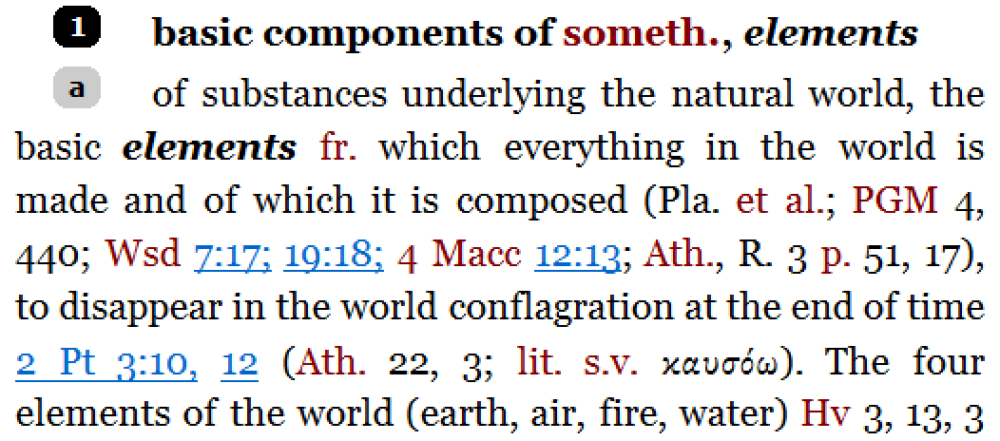 1 basic components of someth., elements
a of substances underlying the natural world, the
basic elements fr. which everything in the world is
made and of which it is composed (Pla. et al.; PGM 4,
440; Wsd 7:17; 19:18; 4 Macc 12:13; Ath., R. 3 p. 51, 17),
to disappear in the world conflagration at the end of time
2 Pt 3:10, 12 (Ath. 22, 3; lit. s.v. καυσόω). The four
elements of the world (earth, air, fire, water) Hv 3, 13, 3